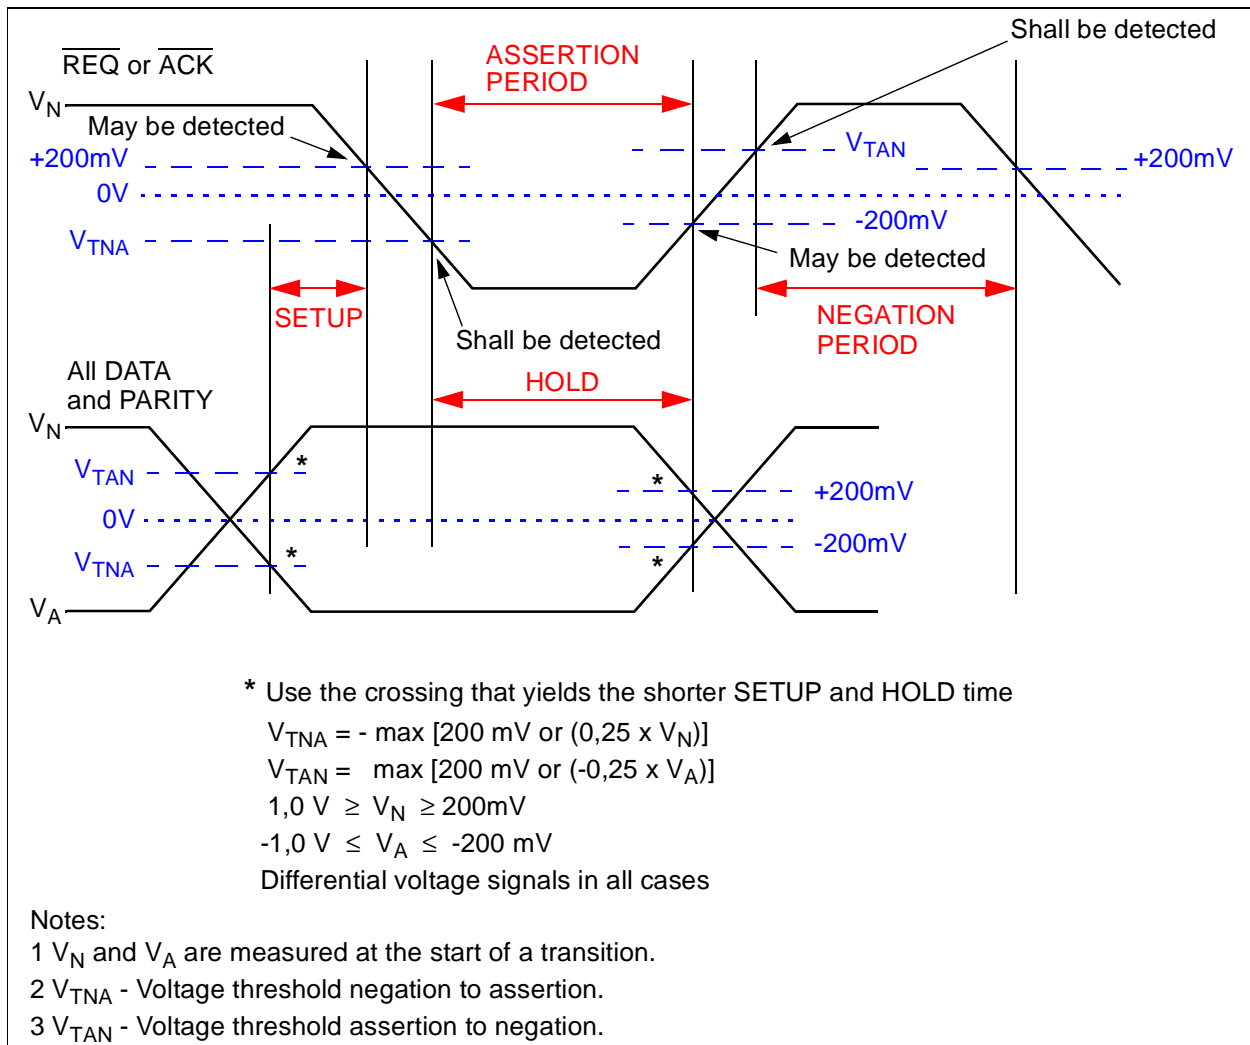 Shall be detected
REQ or ACK
ASSERTION
PERIOD
VN
May be detected
+200mV
VTAN
+200mV
0V
-200mV
VTNA
May be detected
SETUP
NEGATION
PERIOD
Shall be detected
All DATA
and PARITY
HOLD
VN
VTAN
*
*
+200mV
0V
-200mV
VTNA
*
*
VA
* Use the crossing that yields the shorter SETUP and HOLD time
VTNA = - max [200 mV or (0,25 x VN)]
VTAN = max [200 mV or (-0,25 x VA)]
1,0 V ≥ VN ≥ 200mV
-1,0 V ≤ VA ≤ -200 mV
Differential voltage signals in all cases
Notes:
1 VN and VA are measured at the start of a transition.
2 VTNA - Voltage threshold negation to assertion.
3 VTAN - Voltage threshold assertion to negation.